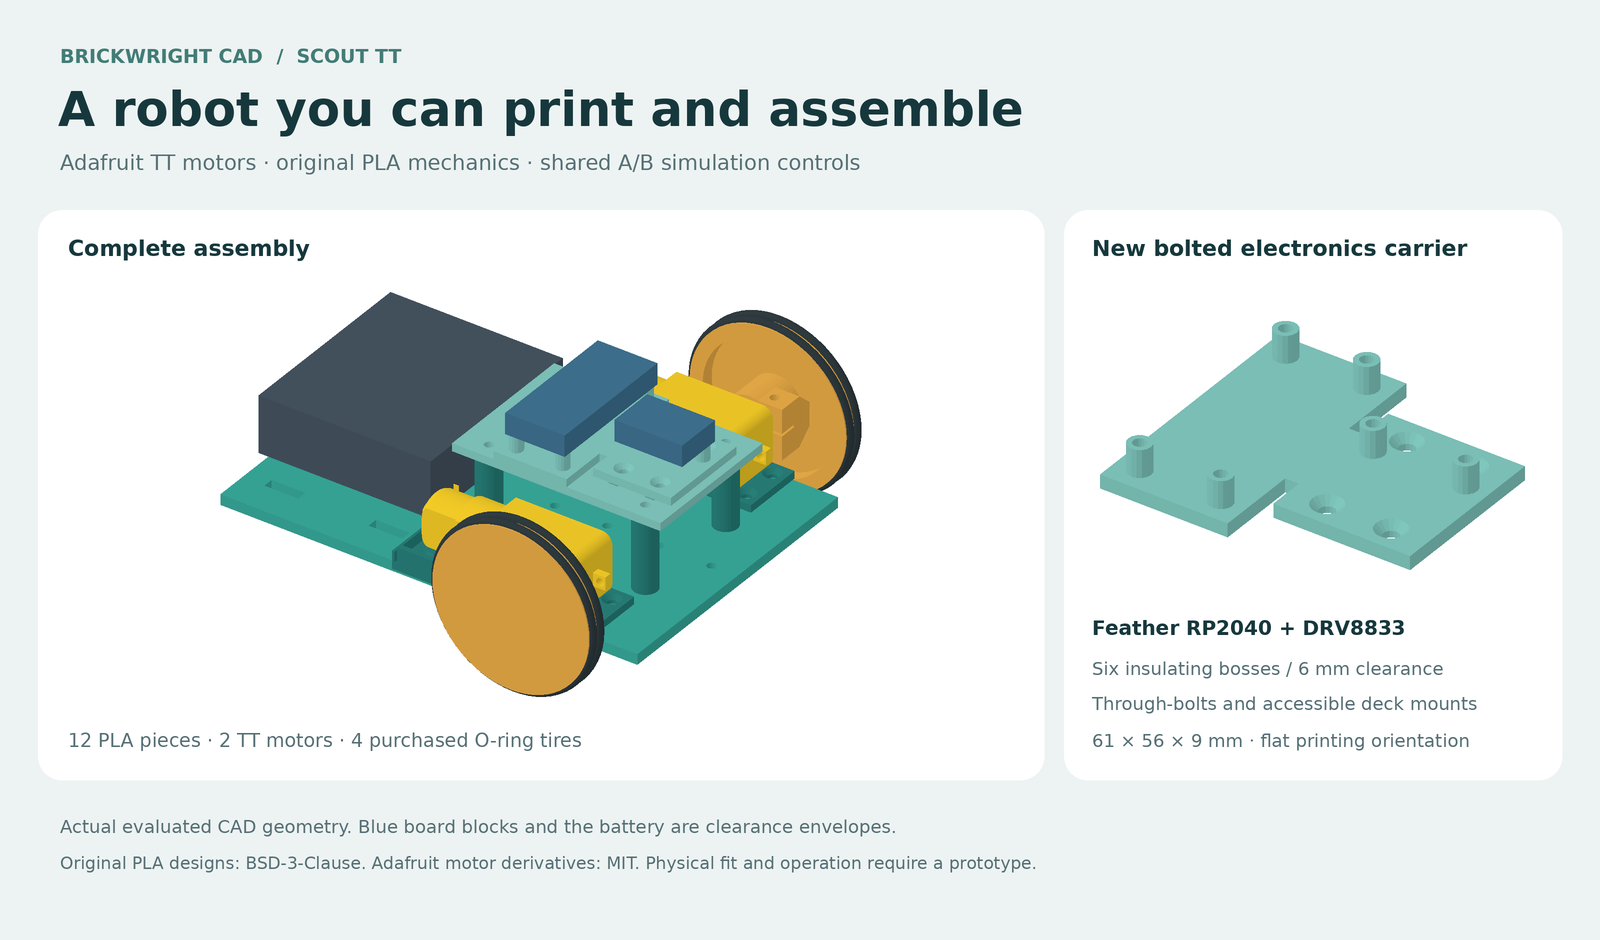 BRICKWRIGHT CAD / SCOUT TT
A robot you can print and assemble
Adafruit TT motors · original PLA mechanics · shared A/B simulation controls
Complete assembly
12 PLA pieces · 2 TT motors · 4 purchased O-ring tires
New bolted electronics carrier
Feather RP2040 + DRV8833
Six insulating bosses / 6 mm clearance
Through-bolts and accessible deck mounts
61 × 56 × 9 mm · flat printing orientation
Actual evaluated CAD geometry. Blue board blocks and the battery are clearance envelopes.
Original PLA designs: BSD-3-Clause. Adafruit motor derivatives: MIT. Physical fit and operation require a prototype.